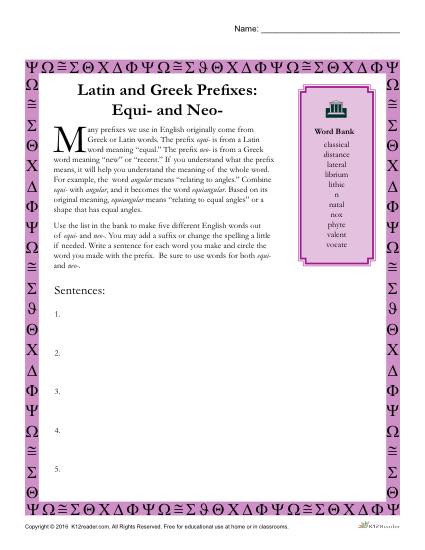 Name: ____________________
Latin and Greek Prefixes:
Equi- and Neo-
Many prefixes we use in English originally come from
Greek or Latin words. The prefix equi- is from a Latin
word meaning “equal.” The prefix neo- is from a Greek
word meaning “new” or “recent.” If you understand what the prefix
means, it will help you understand the meaning of the whole word.
For example, the word angular means “relating to angles.” Combine
equi- with angular, and it becomes the word equiangular. Based on its
original meaning, equiangular means “relating to equal angles” or a
shape that has equal angles.
Use the list in the bank to make five different English words out
of equi- and neo-. You may add a suffix or change the spelling a little
if needed. Write a sentence for each word you make and circle the
word you made with the prefix. Be sure to use words for both equi-
and neo-.
Word Bank
classical
distance
lateral
librium
lithic
n
natal
nox
phyte
valent
vocate
Sentences:
1.
2.
3.
4.
5.
Copyright © 2016 K12reader.com. All Rights Reserved. Free for educational use at home or in classrooms.
K12Reader